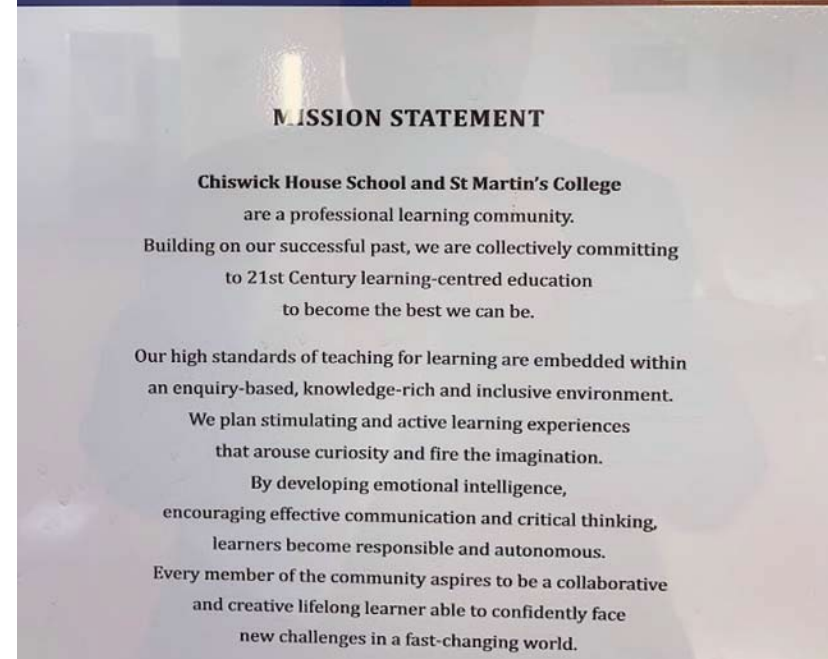 MISSION STATEMENT
Chiswick House School and St Martin's College
are a professional learning community.
Building on our successful past, we are collectively committing
to 21st Century learning-centred education
to become the best we can be.
Our high standards of teaching for learning are embedded within
an enquiry-based, knowledge-rich and inclusive environment.
We plan stimulating and active learning experiences
that arouse curiosity and fire the imagination.
By developing emotional intelligence,
encouraging effective communication and critical thinking,
learners become responsible and autonomous.
Every member of the community aspires to be a collaborative
and creative lifelong learner able to confidently face
new challenges in a fast-changing world.